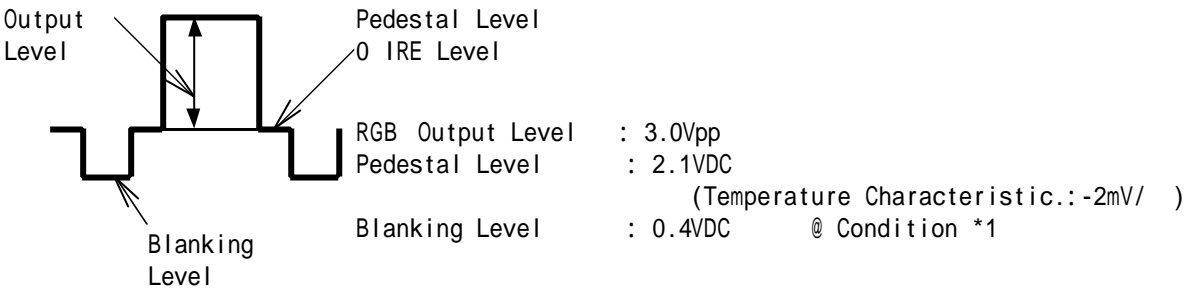 Output
Level
Pedestal Level
0 IRE Level
RGB Output Level : 3.0Vpp
Pedestal Level : 2.1VDC
(Temperature Characteristic.:-2mV/ )
Blanking Level : 0.4VDC @ Condition *1
Blanking
Level